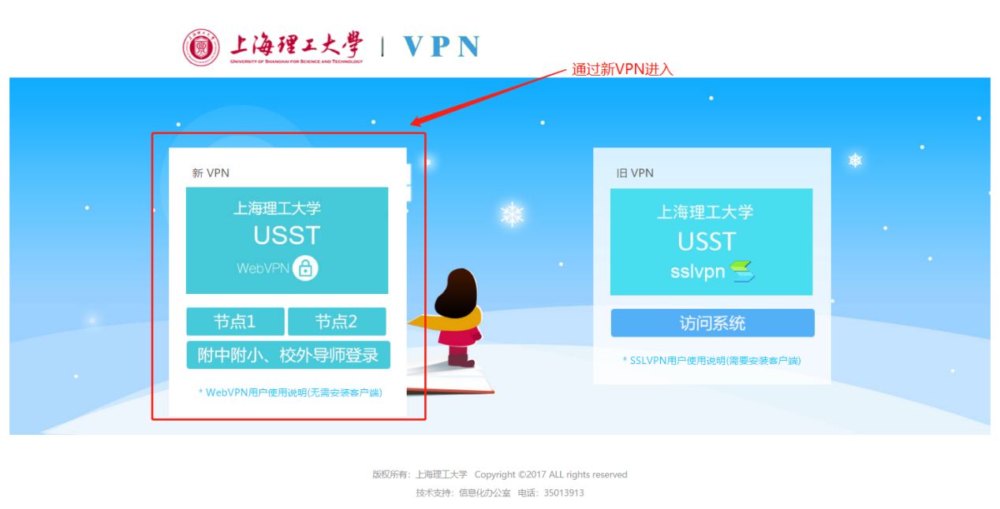 上海理工大学 | VPN
UNIVERSITY OF SHANGHAI FOR SCIENCE AND TECHNOLOGY
通过新VPN进入
新 VPN
上海理工大学
USST
WebVPN
节点1 节点2
附中附小、校外导师登录
* WebVPN用户使用说明(无需安装客户端)
旧 VPN
上海理工大学
USST
sslvpn
访问系统
* SSLVPN用户使用说明(需要安装客户端)
版权所有：上海理工大学 Copyright ©2017 ALL rights reserved
技术支持：信息化办公室 电话：35013913